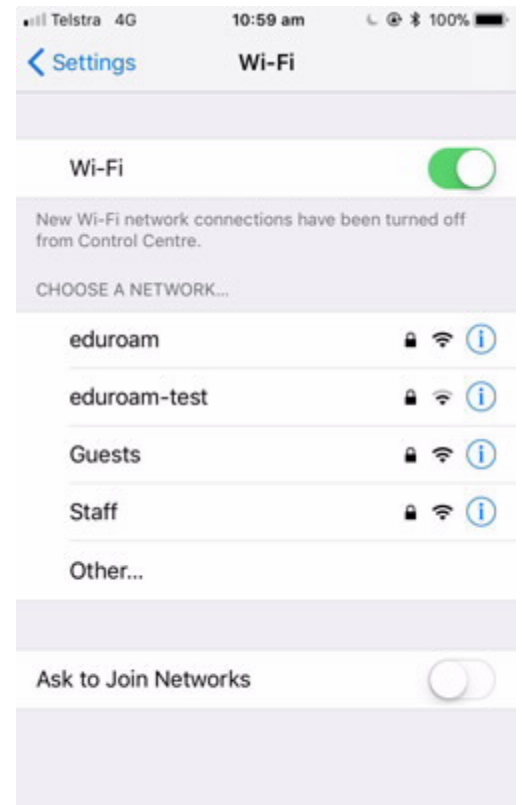 Telstra 4G 10:59 am 100%
Settings Wi-Fi
Wi-Fi
New Wi-Fi network connections have been turned off
from Control Centre.
CHOOSE A NETWORK...
eduroam
eduroam-test
Guests
Staff
Other...
Ask to Join Networks